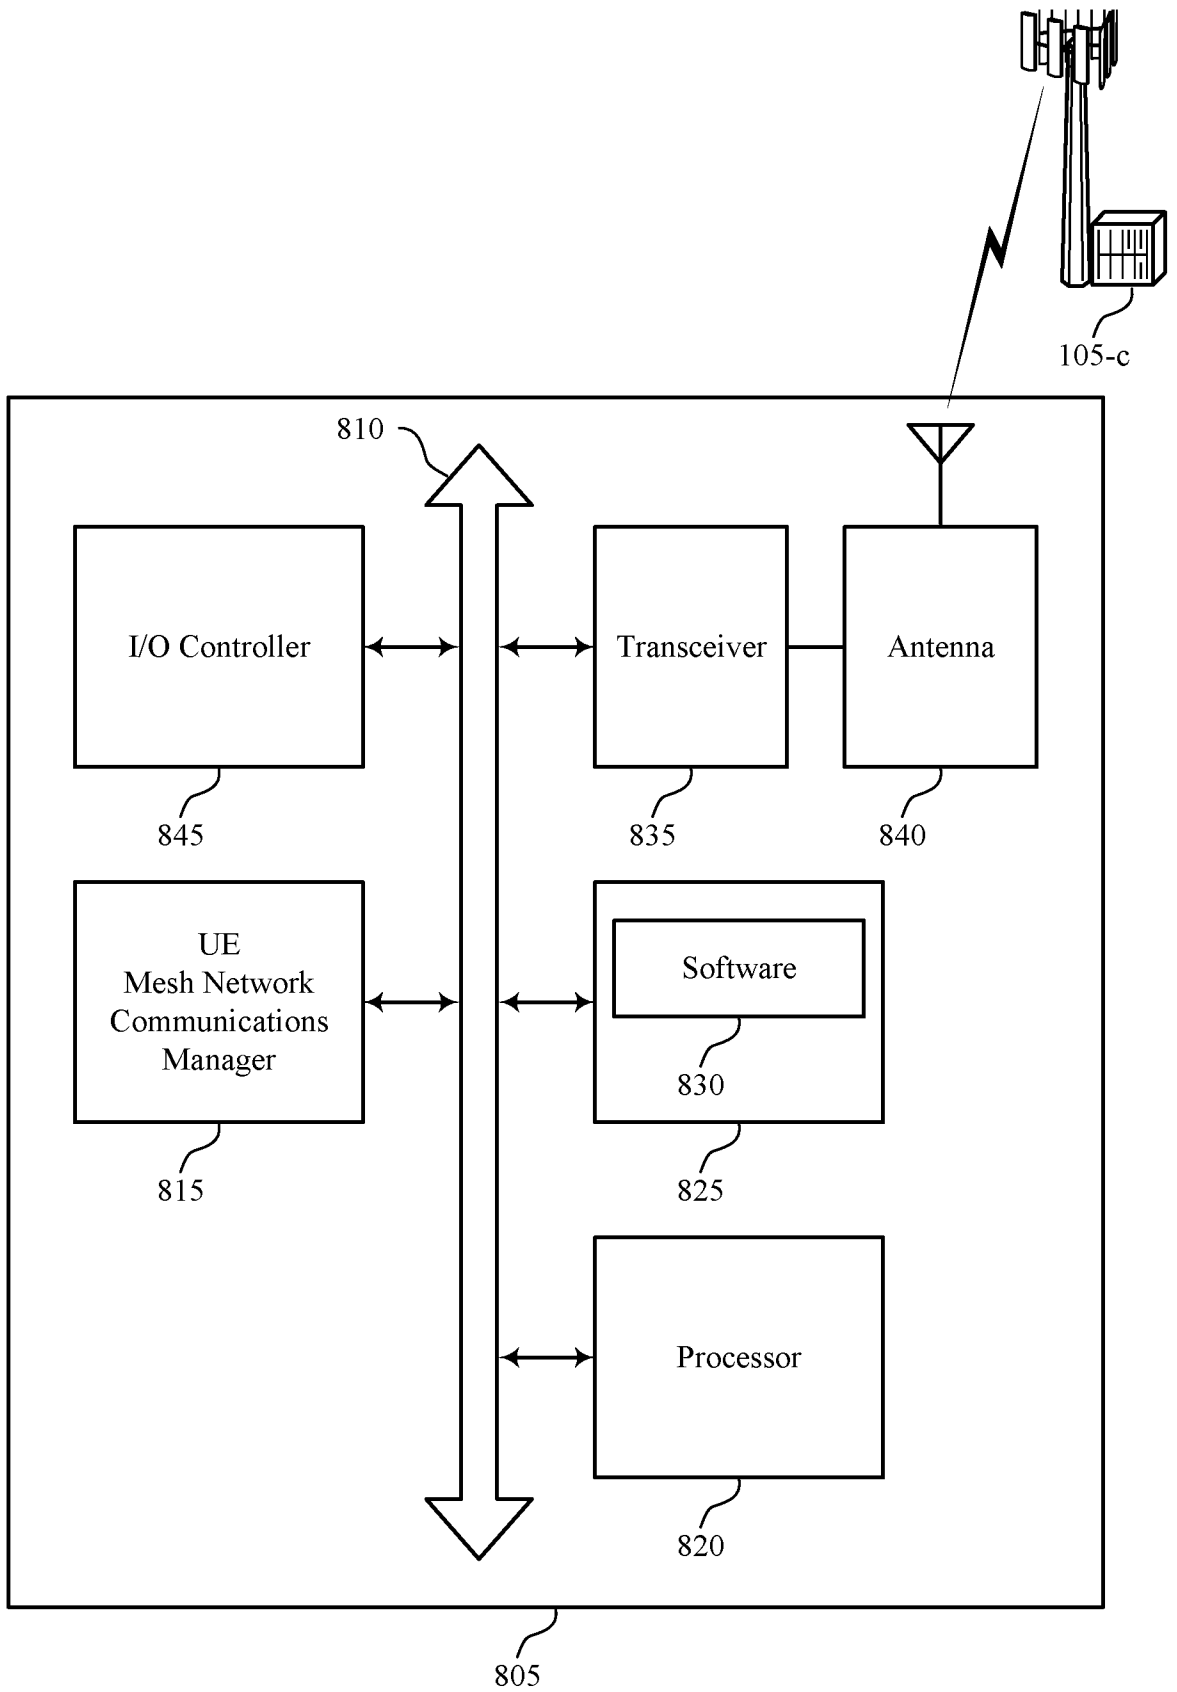 105-c
810
I/O Controller
Transceiver
Antenna
845
835
840
UE
Mesh Network
Communications
Manager
Software
830
815
825
Processor
820
805